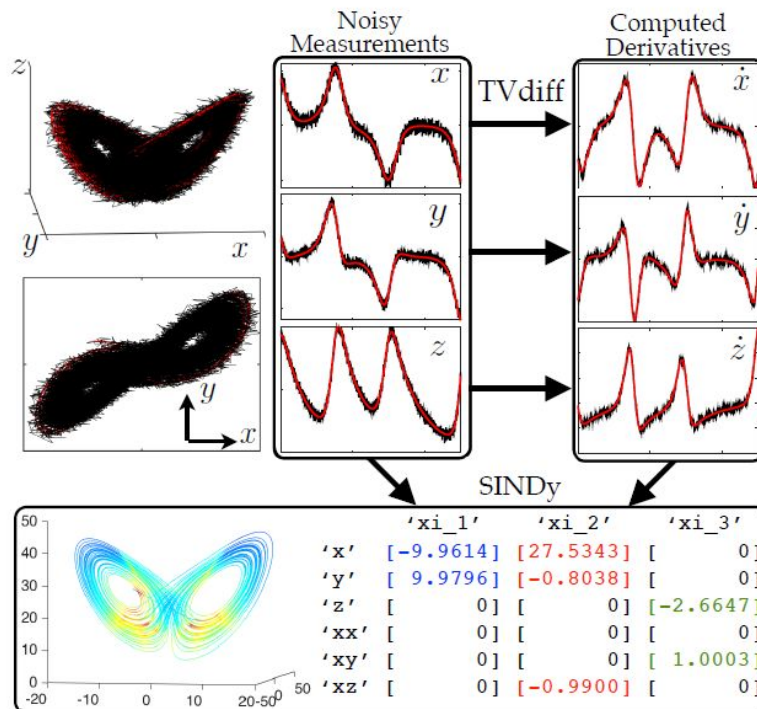 Noisy
Measurements
Computed
Derivatives
z
y
x
x
TVdiff
ẋ
y
ẏ
z
ż
y
x
SINDy
50
40
30
20
10
0
-20
-10
0
10
20
-50
0
50
'xi_1' 'xi_2' 'xi_3'
'x' [-9.9614] [27.5343] [ 0]
'y' [ 9.9796] [-0.8038] [ 0]
'z' [ 0] [ 0] [-2.6647]
'xx' [ 0] [ 0] [ 0]
'xy' [ 0] [ 0] [ 1.0003]
'xz' [ 0] [-0.9900] [ 0]